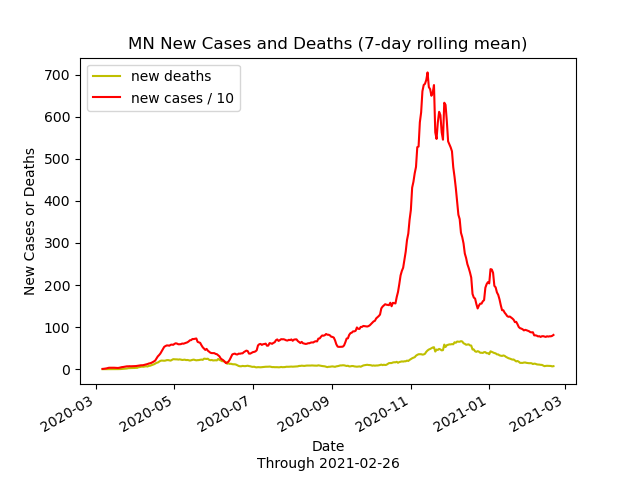 MN New Cases and Deaths (7-day rolling mean)
new deaths
new cases / 10
700
600
500
400
300
200
100
0
New Cases or Deaths
2020-03
2020-05
2020-07
2020-09
2020-11
2021-01
2021-03
Date
Through 2021-02-26